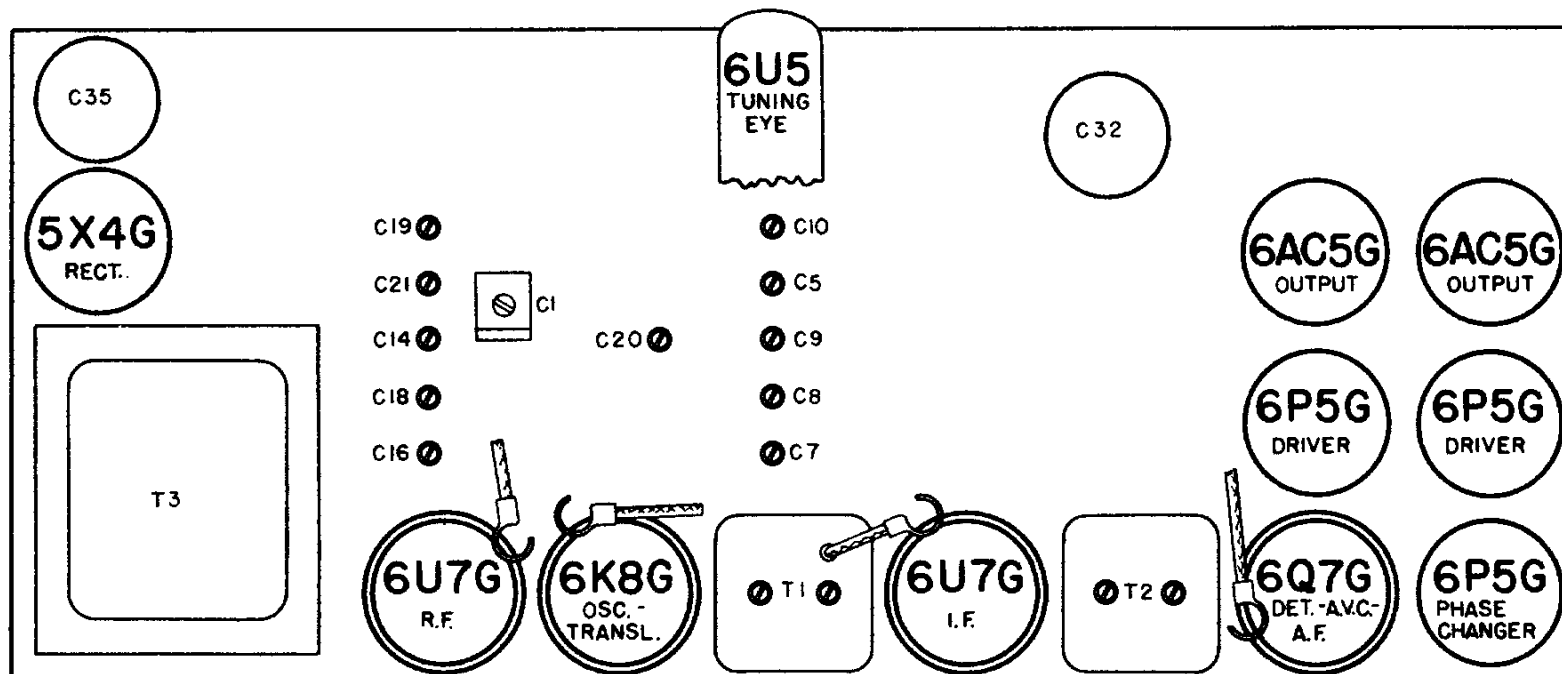 C35
5X4G
RECT..
T3
C19
C21
C14
C18
C16
C1
C20
6U5
TUNING
EYE
C10
C5
C9
C8
C7
C32
6AC5G
OUTPUT
6AC5G
OUTPUT
6P5G
DRIVER
6P5G
DRIVER
6U7G
R.F.
6K8G
OSC.-
TRANSL.
T1
6U7G
I.F.
T2
6Q7G
DET.-A.V.C.-
A.F.
6P5G
PHASE
CHANGER